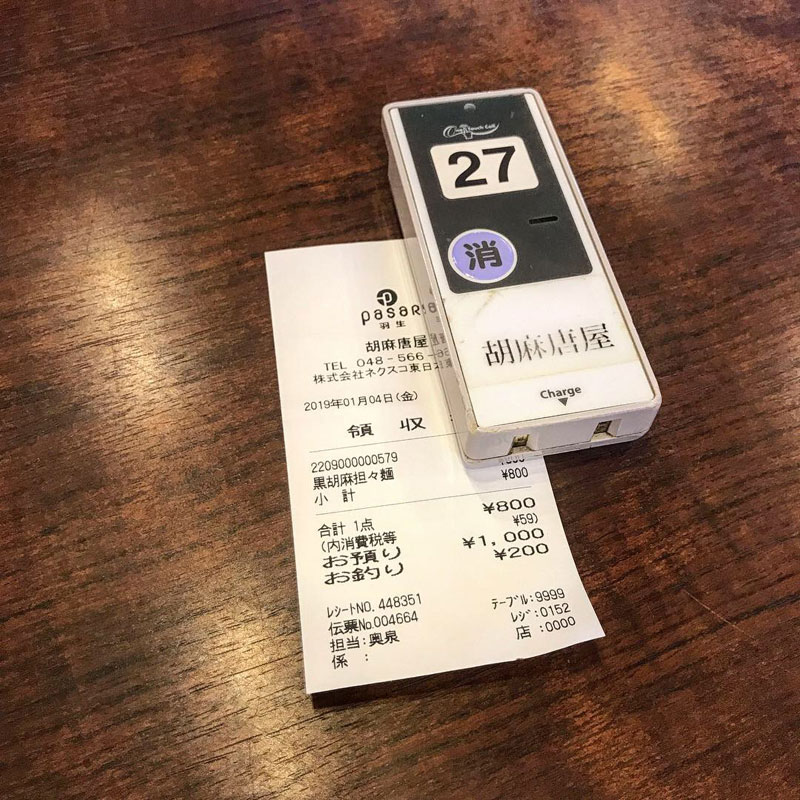 Touch Call
27
消
胡麻唐屋
Charge
pasar
羽生
胡麻唐屋
TEL 048-566-
株式会社ネクスコ東日本
2019年01月04日(金)
領収
2209000000579
黒胡麻担々麺 ¥800
小計 ¥800
合計 1点
(内消費税等 ¥59)
お預り ¥1,000
お釣り ¥200
レシートNO. 448351 テーブル:9999
伝票No.004664 レジ:0152
担当:奥泉 店:0000
係 :